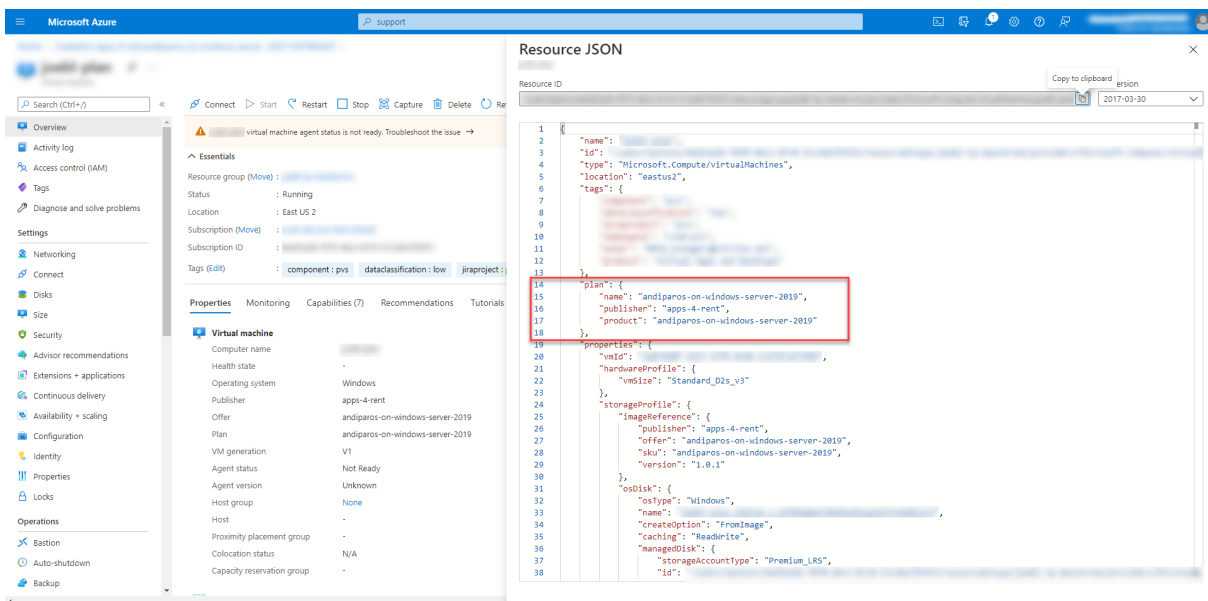 Microsoft Azure
support
Search (Ctrl+/)
«
Overview
Activity log
Access control (IAM)
Tags
Diagnose and solve problems
Settings
Networking
Connect
Disks
Size
Security
Advisor recommendations
Extensions + applications
Continuous delivery
Availability + scaling
Configuration
Identity
Properties
Locks
Operations
Bastion
Auto-shutdown
Backup
Connect Start Restart Stop Capture Delete Re
virtual machine agent status is not ready. Troubleshoot the issue →
Essentials
Resource group (Move) :
Status : Running
Location : East US 2
Subscription (Move) :
Subscription ID :
Tags (Edit) : component : pvs dataclassification : low jiraproject :
Properties Monitoring Capabilities (7) Recommendations Tutorials
Virtual machine
Computer name
Health state -
Operating system Windows
Publisher apps-4-rent
Offer andiparos-on-windows-server-2019
Plan andiparos-on-windows-server-2019
VM generation V1
Agent status Not Ready
Agent version Unknown
Host group None
Host -
Proximity placement group -
Colocation status N/A
Capacity reservation group -
Resource JSON
Resource ID
Copy to clipboard
ersion
2017-03-30
1 {
2 "name":
3 "id":
4 "type": "Microsoft.Compute/virtualMachines",
5 "location": "eastus2",
6 "tags": {
7
8
9
10
11
12
13 },
14 "plan": {
15 "name": "andiparos-on-windows-server-2019",
16 "publisher": "apps-4-rent",
17 "product": "andiparos-on-windows-server-2019"
18 },
19 "properties": {
20 "vmId": ,
21 "hardwareProfile": {
22 "vmSize": "Standard_D2s_v3"
23 },
24 "storageProfile": {
25 "imageReference": {
26 "publisher": "apps-4-rent",
27 "offer": "andiparos-on-windows-server-2019",
28 "sku": "andiparos-on-windows-server-2019",
29 "version": "1.0.1"
30 },
31 "osDisk": {
32 "osType": "Windows",
33 "name": ,
34 "createOption": "FromImage",
35 "caching": "ReadWrite",
36 "managedDisk": {
37 "storageAccountType": "Premium_LRS",
38 "id":